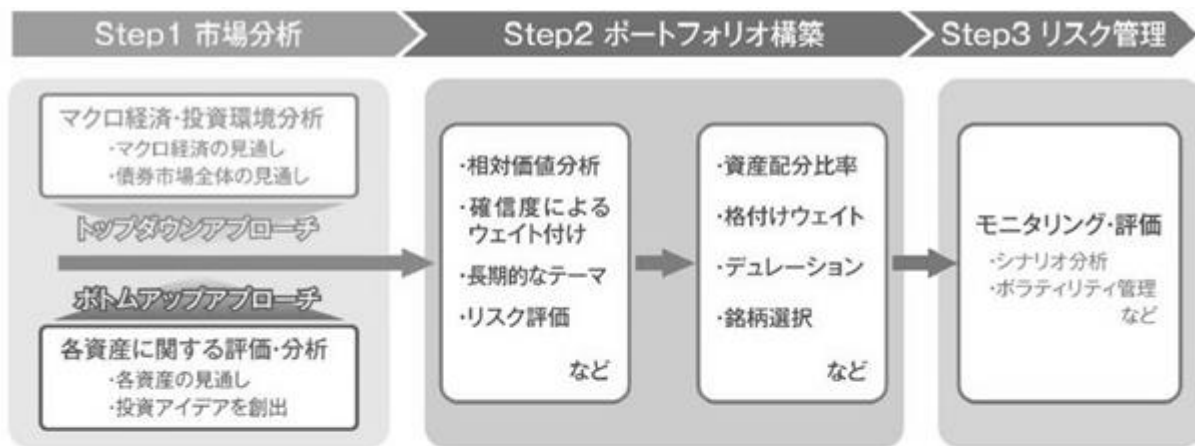 Step1 市場分析
Step2 ポートフォリオ構築
Step3 リスク管理
マクロ経済・投資環境分析
・マクロ経済の見通し
・債券市場全体の見通し
トップダウンアプローチ
ボトムアップアプローチ
各資産に関する評価・分析
・各資産の見通し
・投資アイデアを創出
・相対価値分析
・確信度による
ウェイト付け
・長期的なテーマ
・リスク評価
など
・資産配分比率
・格付けウェイト
・デュレーション
・銘柄選択
など
モニタリング・評価
・シナリオ分析
・ボラティリティ管理
など